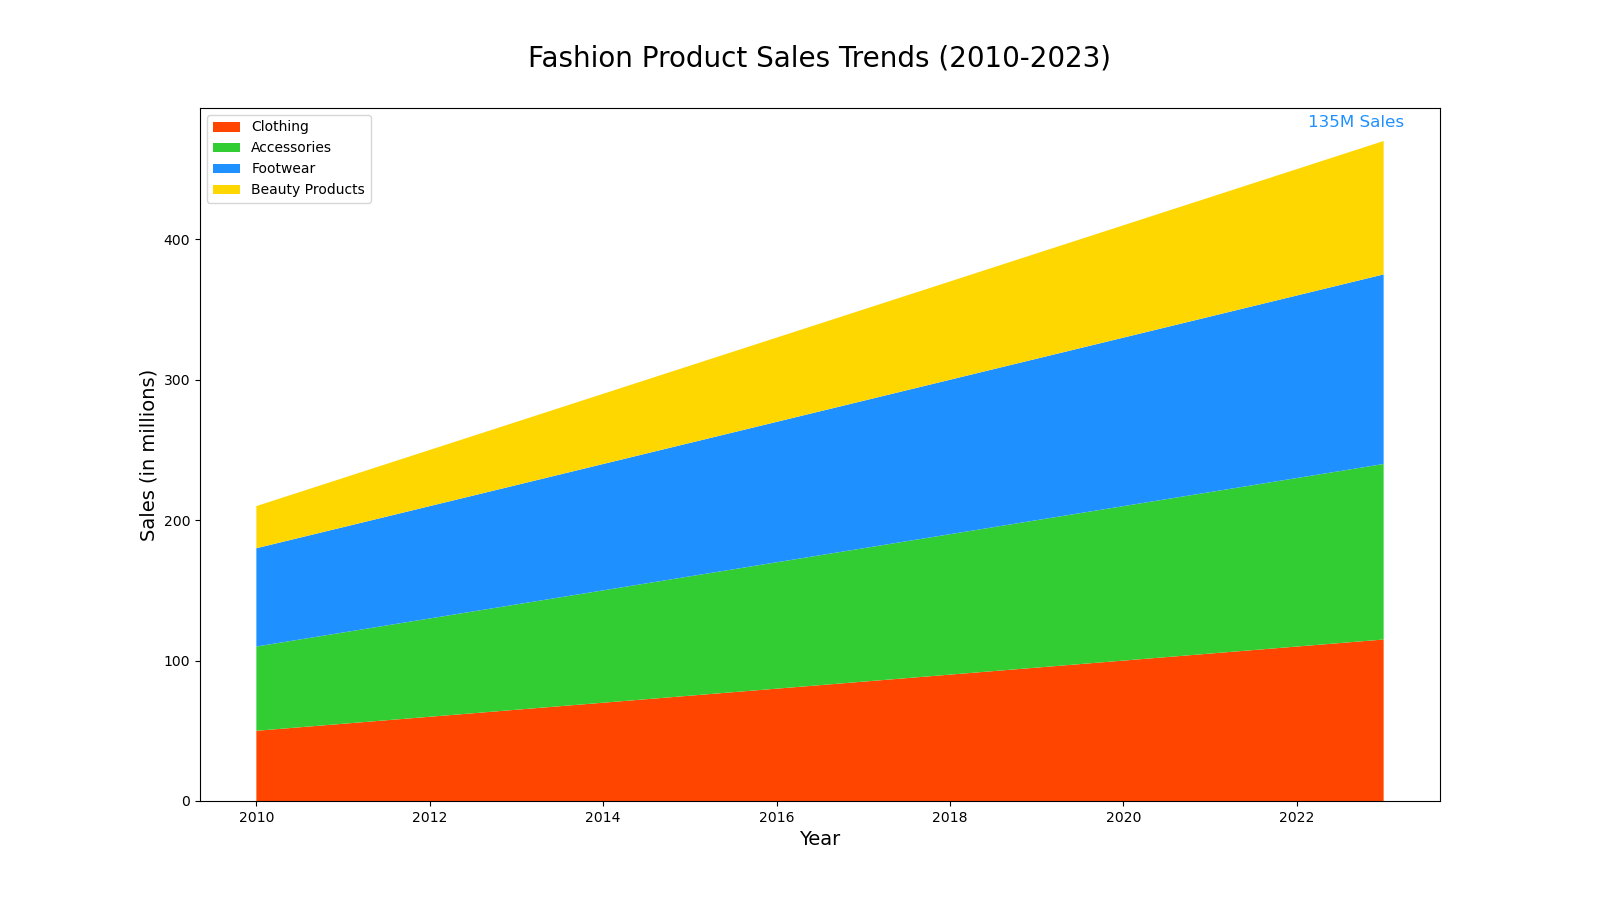 Fashion Product Sales Trends (2010-2023)
135M Sales
Clothing
Accessories
Footwear
Beauty Products
Sales (in millions)
400
300
200
100
0
2010 2012 2014 2016 2018 2020 2022
Year